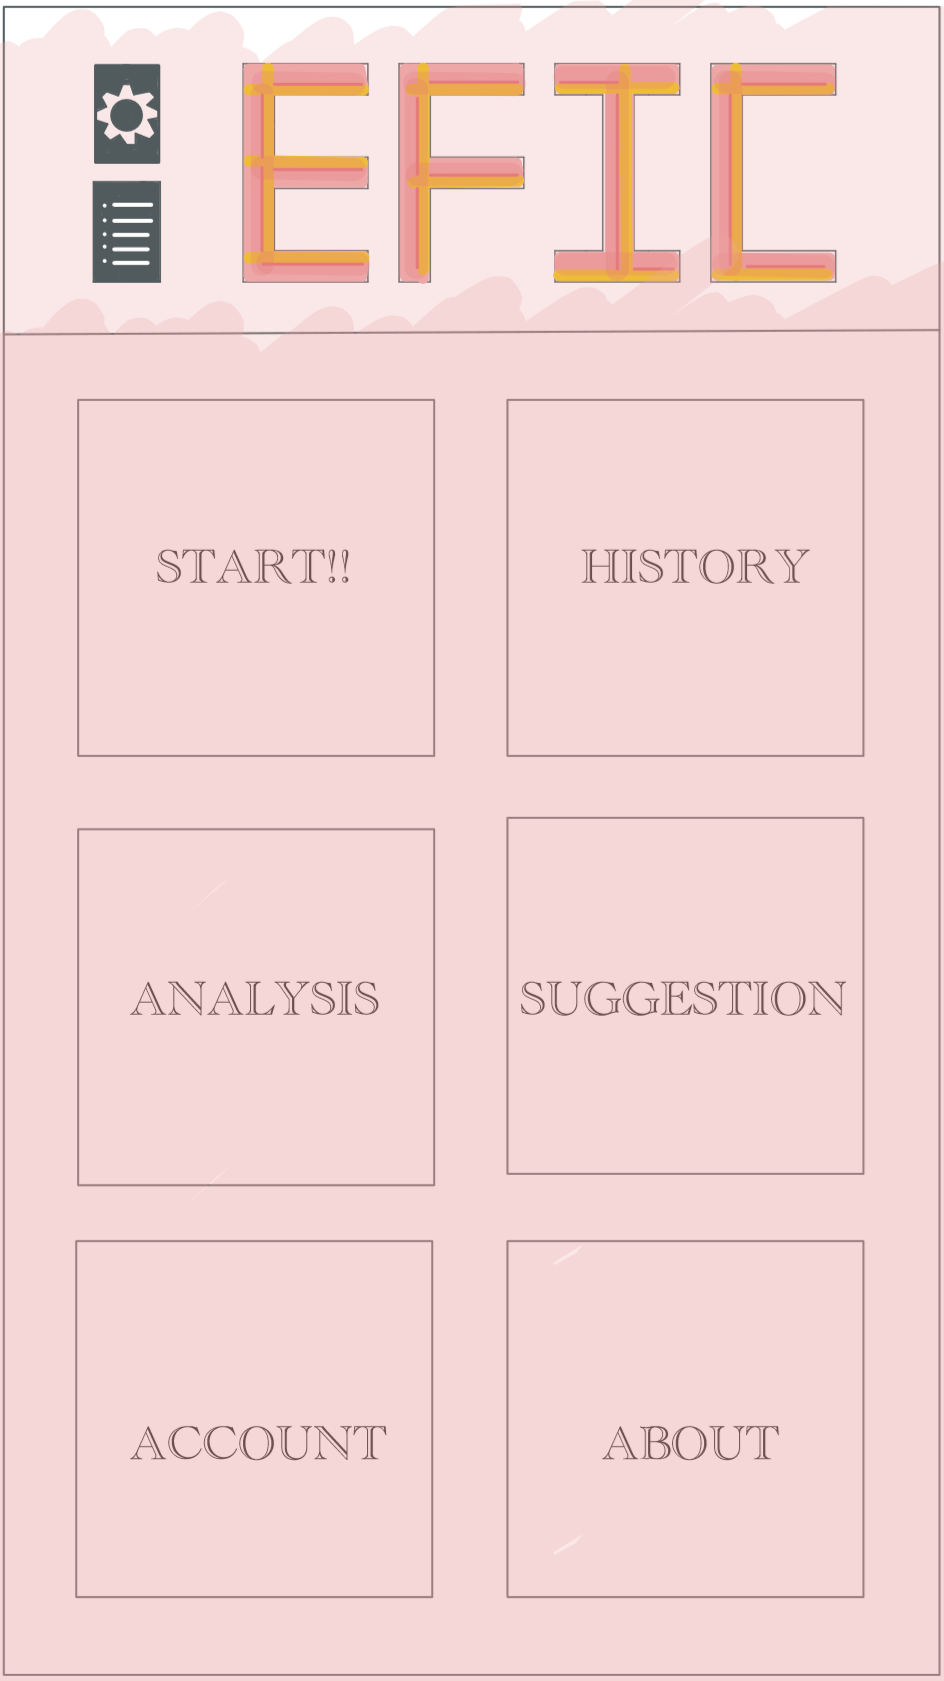 EFIC
START!!
HISTORY
ANALYSIS
SUGGESTION
ACCOUNT
ABOUT